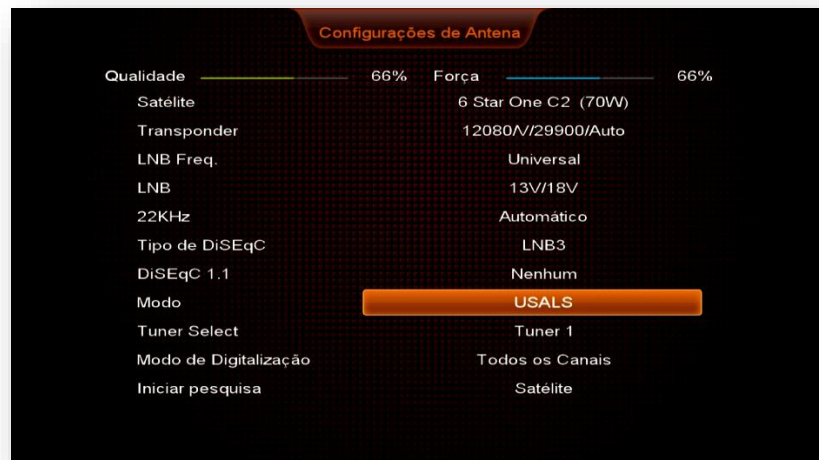 Configurações de Antena
Qualidade 66% Força 66%
Satélite 6 Star One C2 (70W)
Transponder 12080/V/29900/Auto
LNB Freq. Universal
LNB 13V/18V
22KHz Automático
Tipo de DiSEqC LNB3
DiSEqC 1.1 Nenhum
Modo USALS
Tuner Select Tuner 1
Modo de Digitalização Todos os Canais
Iniciar pesquisa Satélite